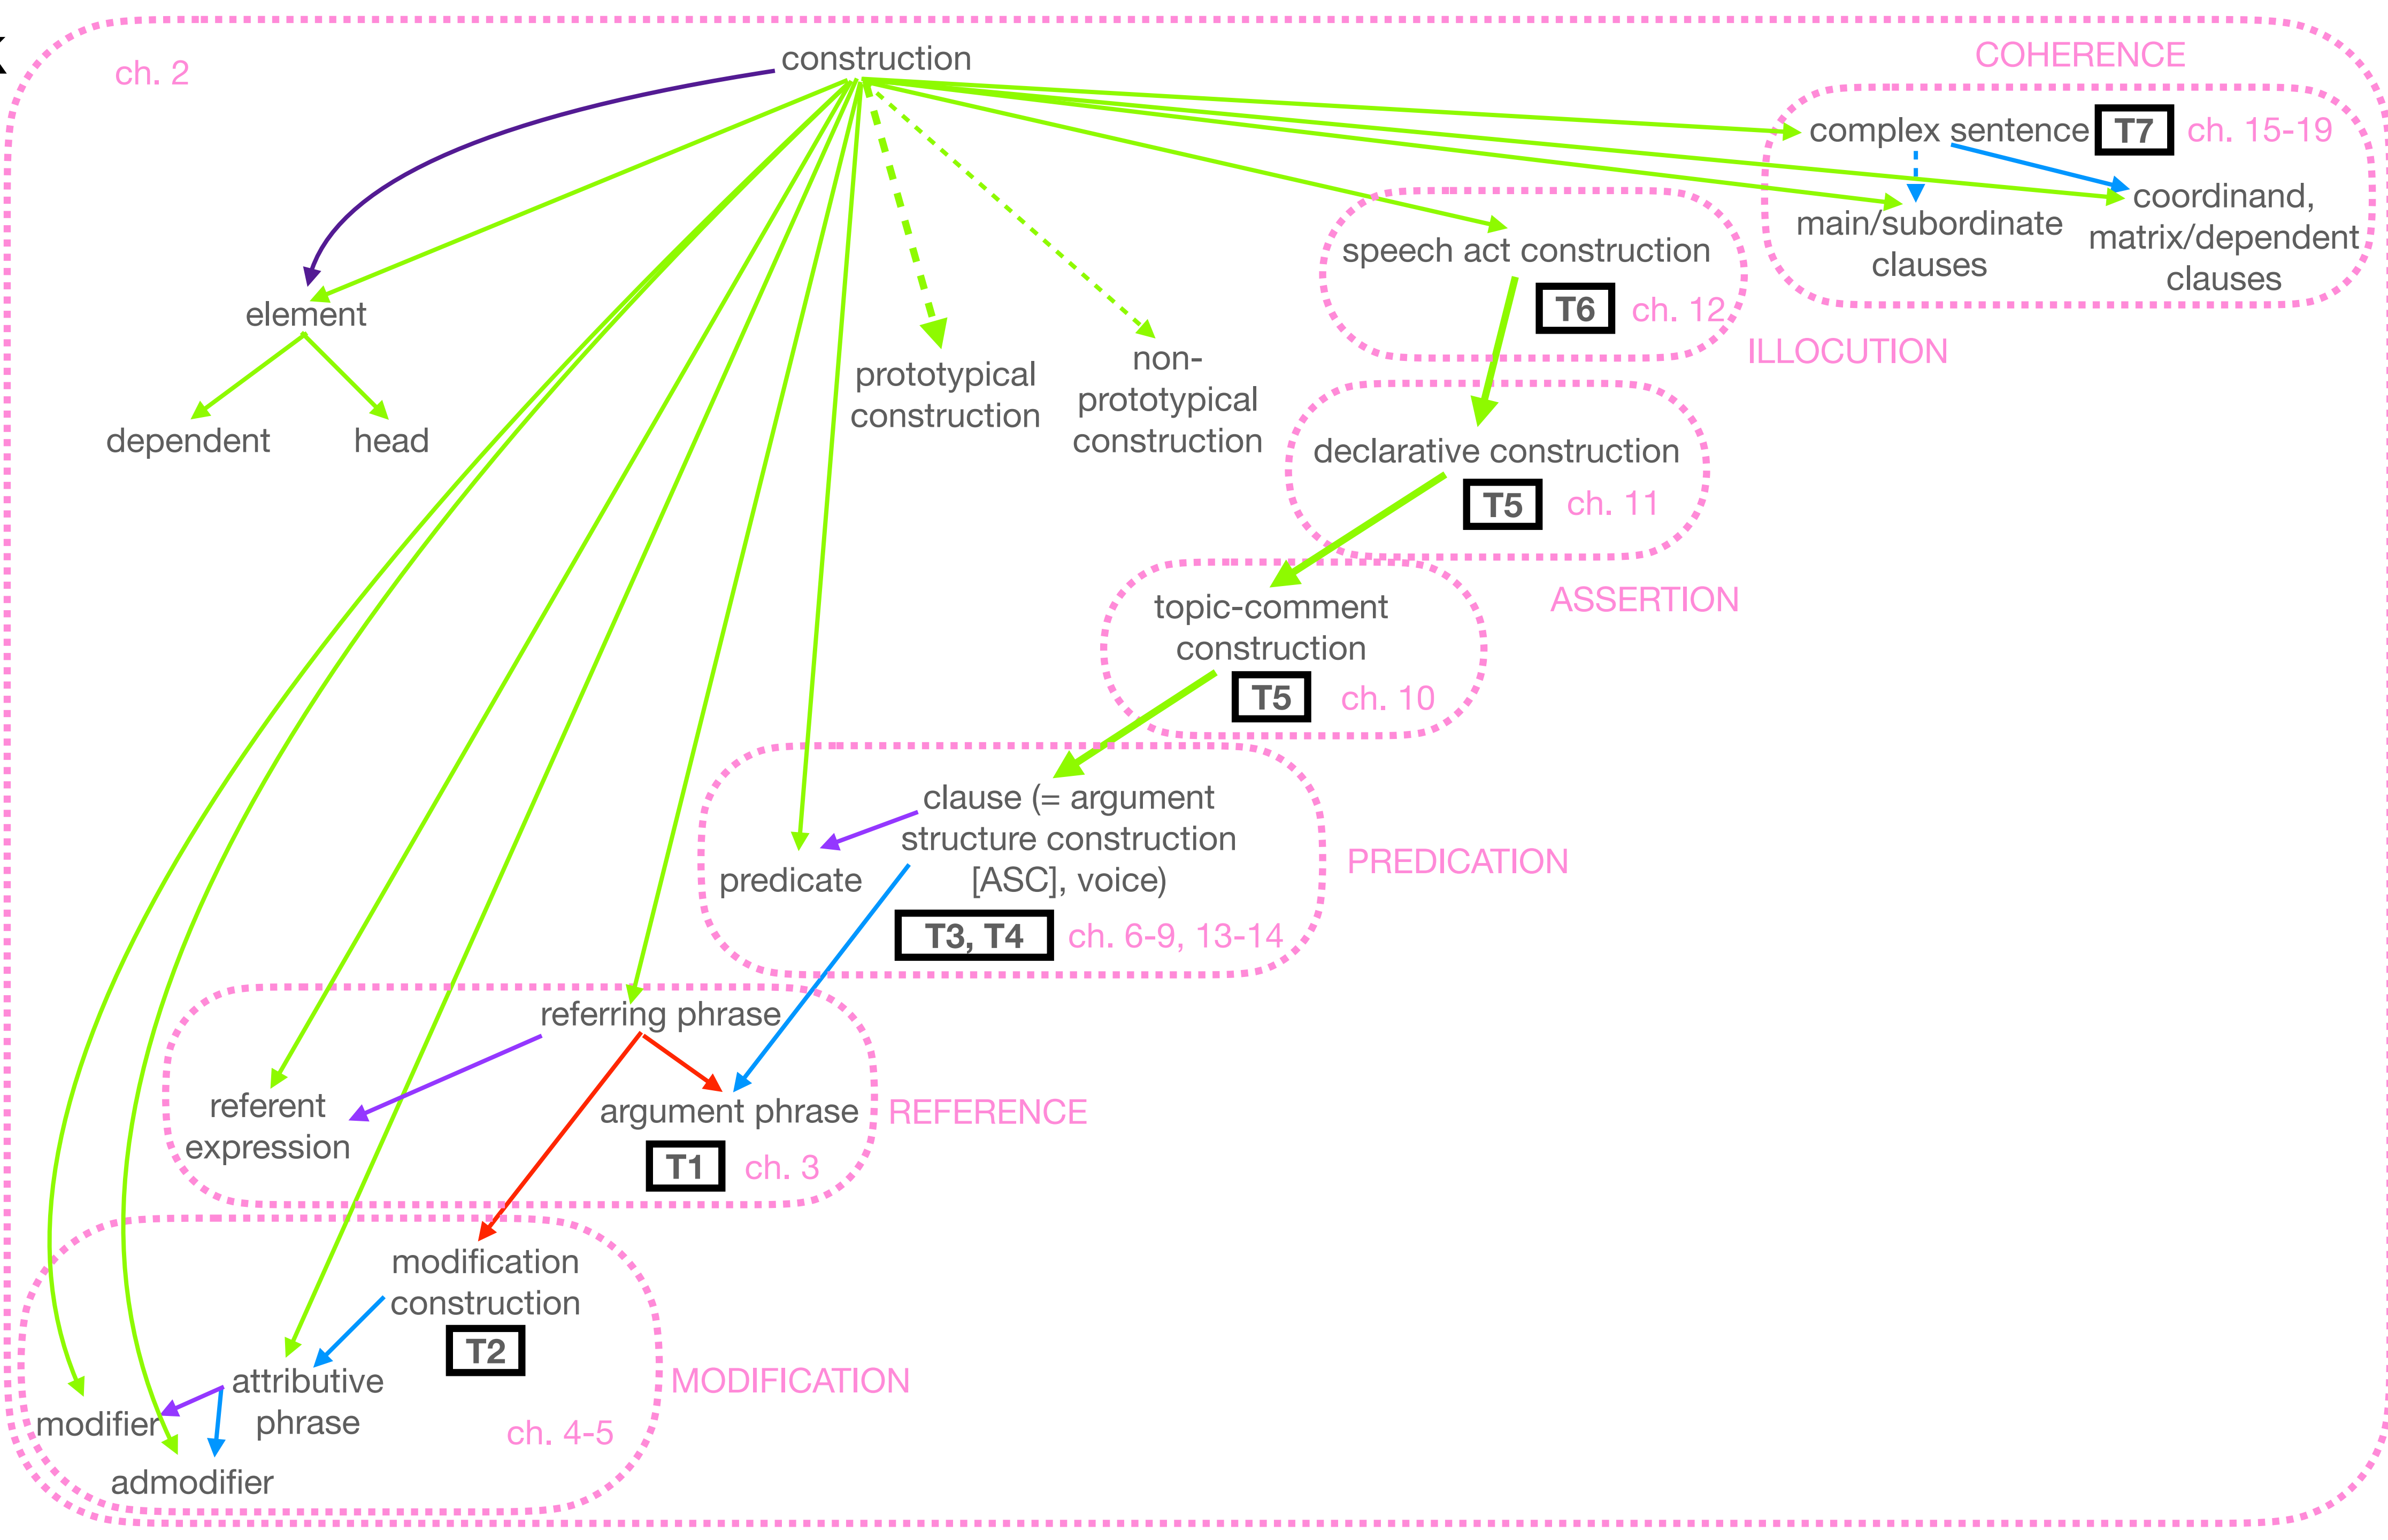 construction
ch. 2
COHERENCE
complex sentence
T7
ch. 15-19
coordinand,
matrix/dependent
clauses
main/subordinate
clauses
speech act construction
T6
ch. 12
ILLOCUTION
element
dependent
head
prototypical
construction
non-
prototypical
construction
declarative construction
T5
ch. 11
ASSERTION
topic-comment
construction
T5
ch. 10
clause (= argument
structure construction
[ASC], voice)
predicate
T3, T4
ch. 6-9, 13-14
PREDICATION
referring phrase
referent
expression
argument phrase
T1
ch. 3
REFERENCE
modification
construction
T2
attributive
phrase
modifier
admodifier
ch. 4-5
MODIFICATION